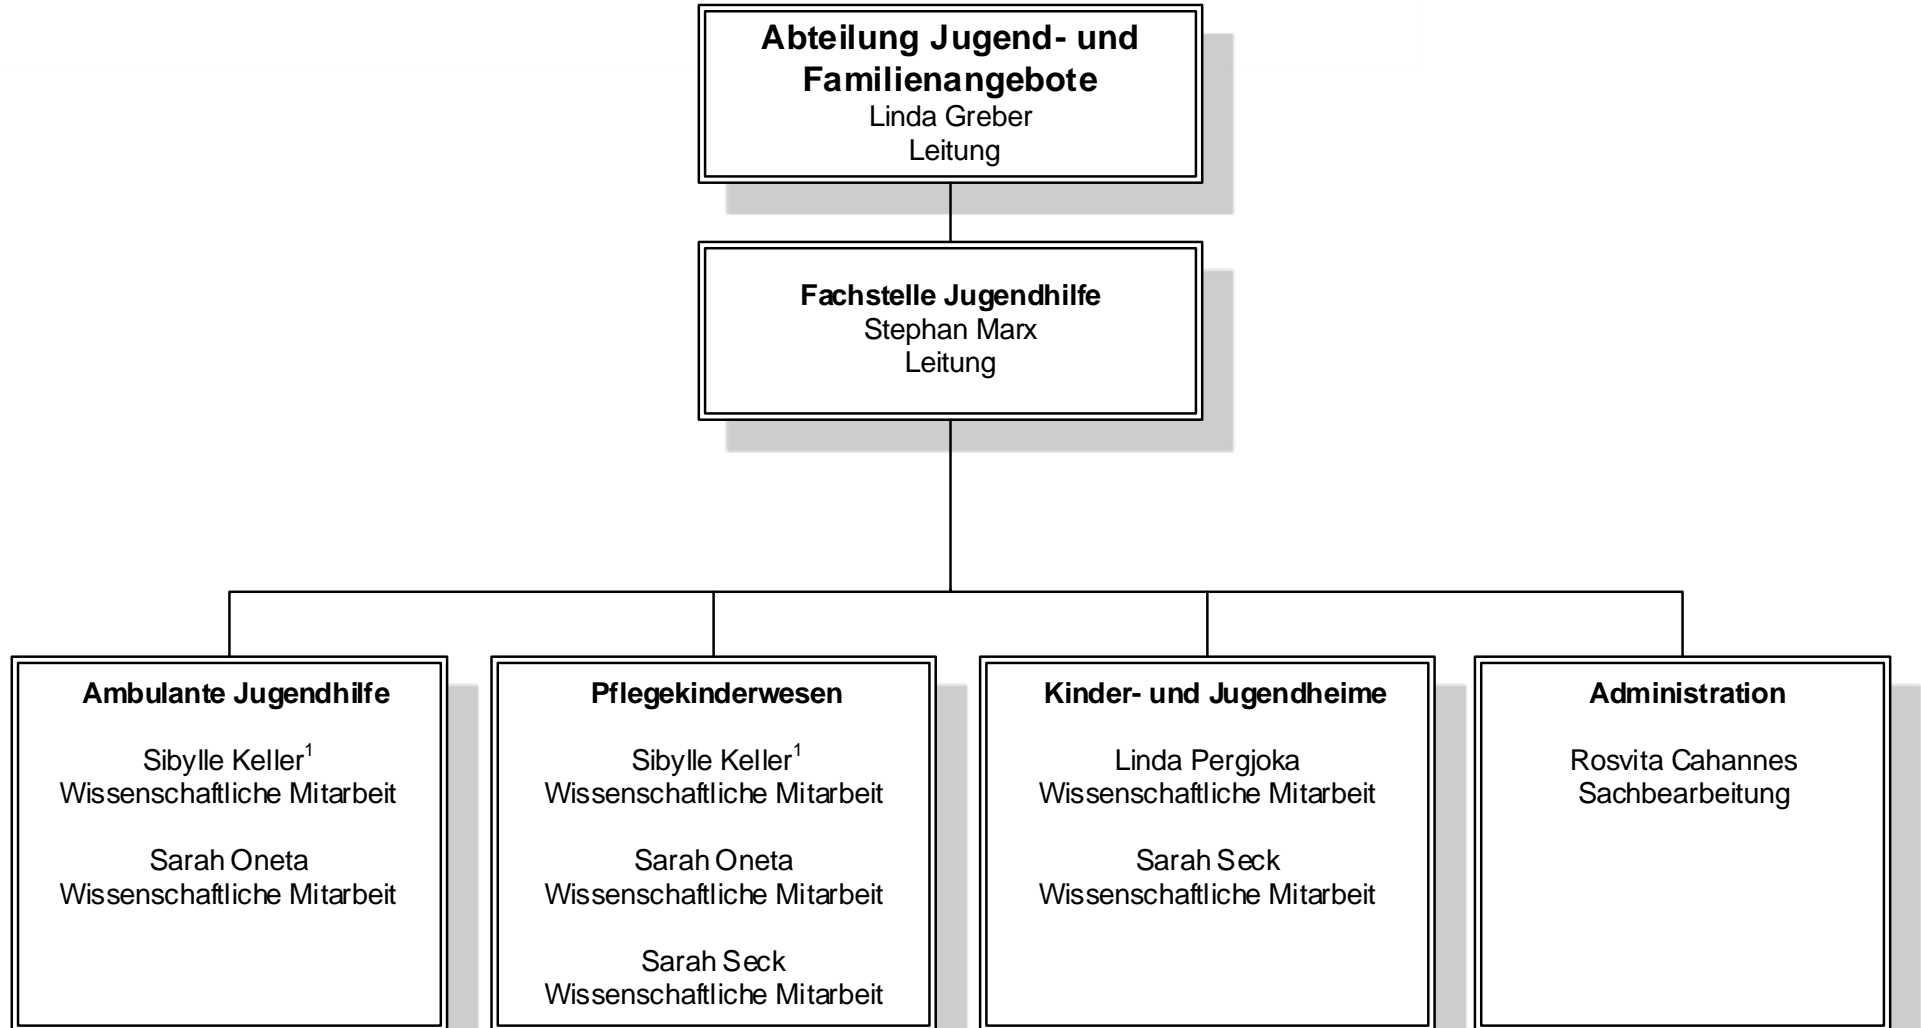 Abteilung Jugend- und
Familienangebote
Linda Greber
Leitung
Fachstelle Jugendhilfe
Stephan Marx
Leitung
Ambulante Jugendhilfe
Sibylle Keller¹
Wissenschaftliche Mitarbeit
Sarah Oneta
Wissenschaftliche Mitarbeit
Pflegekinderwesen
Sibylle Keller¹
Wissenschaftliche Mitarbeit
Sarah Oneta
Wissenschaftliche Mitarbeit
Sarah Seck
Wissenschaftliche Mitarbeit
Kinder- und Jugendheime
Linda Pergjoka
Wissenschaftliche Mitarbeit
Sarah Seck
Wissenschaftliche Mitarbeit
Administration
Rosvita Cahannes
Sachbearbeitung